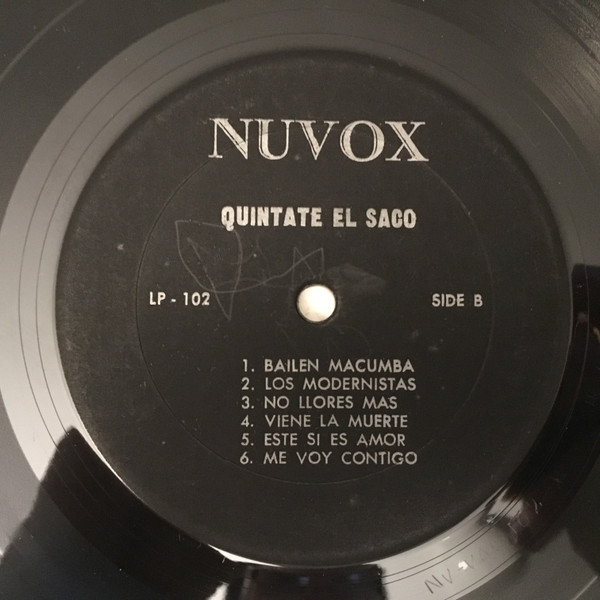 NUVOX
QUINTATE EL SACO
LP - 102
SIDE B
1. BAILEN MACUMBA
2. LOS MODERNISTAS
3. NO LLORES MAS
4. VIENE LA MUERTE
5. ESTE SI ES AMOR
6. ME VOY CONTIGO